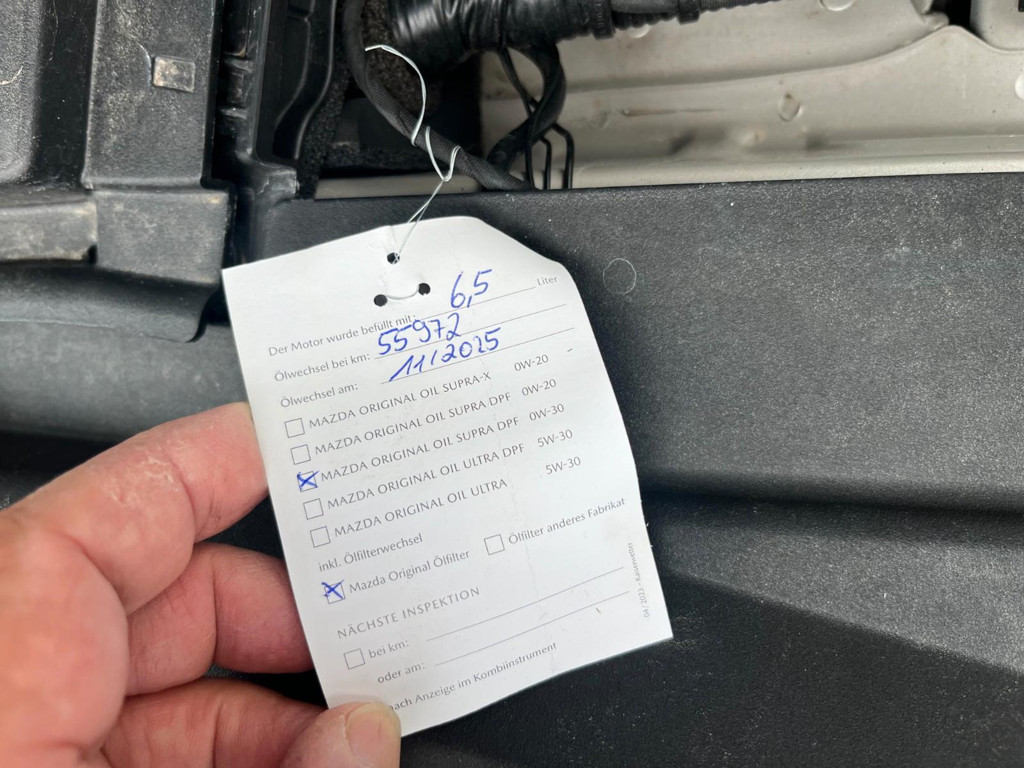 Der Motor wurde befüllt mit: 6,5 Liter
Ölwechsel bei km: 55972
Ölwechsel am: 11/2025
MAZDA ORIGINAL OIL SUPRA-X 0W-20
MAZDA ORIGINAL OIL SUPRA DPF 0W-20
MAZDA ORIGINAL OIL SUPRA DPF 0W-30
MAZDA ORIGINAL OIL ULTRA DPF 5W-30
MAZDA ORIGINAL OIL ULTRA 5W-30
inkl. Ölfilterwechsel
Mazda Original Ölfilter Ölfilter anderes Fabrikat
NÄCHSTE INSPEKTION
bei km:
oder am:
nach Anzeige im Kombiinstrument
04/2023 - Kaiserwetter